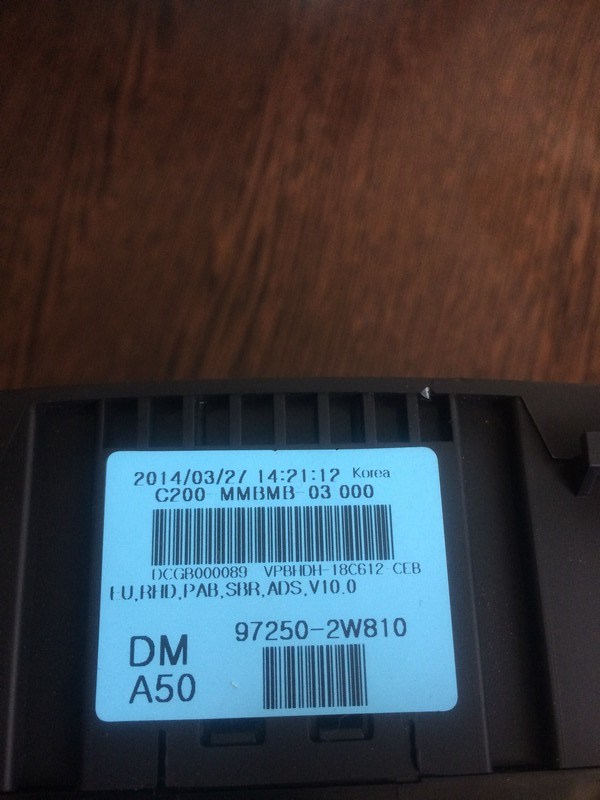 2014/03/27 14:21:12 Korea
C200-MMBMB-03 000
DCGB000089 VPBHDH-18C612-CEB
EU,RHD,PAB,SBR,ADS,V10.0
97250-2W810
DM
A50